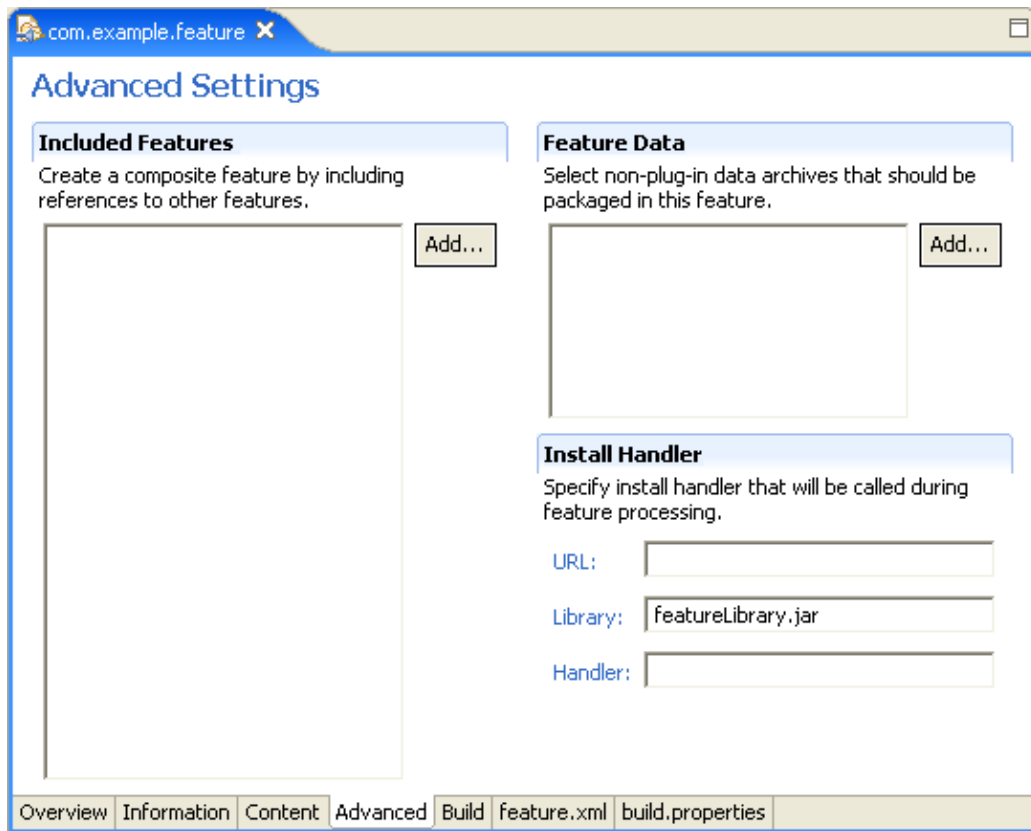 com.example.feature
Advanced Settings
Included Features
Create a composite feature by including
references to other features.
Add...
Feature Data
Select non-plug-in data archives that should be
packaged in this feature.
Add...
Install Handler
Specify install handler that will be called during
feature processing.
URL:
Library: featureLibrary.jar
Handler:
Overview Information Content Advanced Build feature.xml build.properties